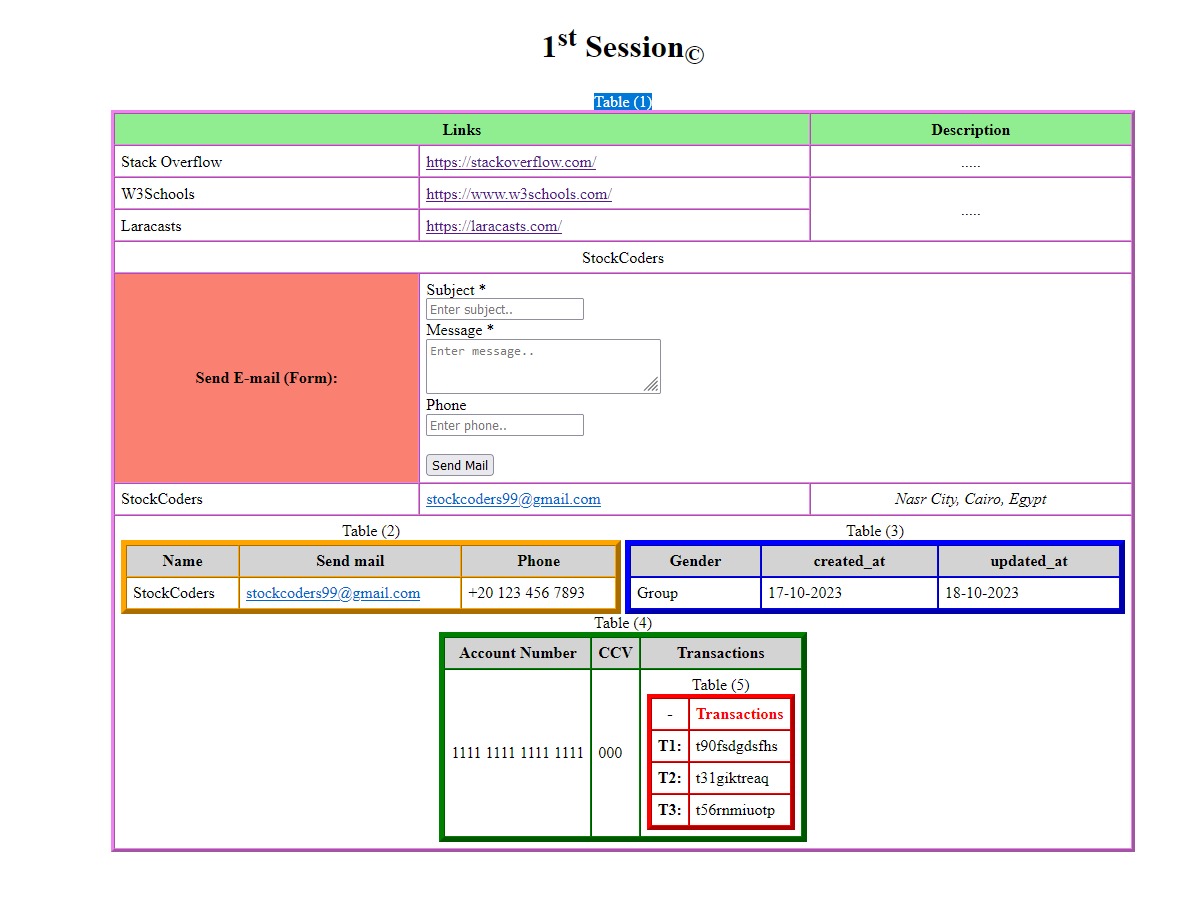 1st Session©
Table (1)
Links Description
Stack Overflow https://stackoverflow.com/ .....
W3Schools https://www.w3schools.com/
.....
Laracasts https://laracasts.com/
StockCoders
Send E-mail (Form):
Subject *
Enter subject..
Message *
Enter message..
Phone
Enter phone..
Send Mail
StockCoders stockcoders99@gmail.com Nasr City, Cairo, Egypt
Table (2)
Name Send mail Phone
StockCoders stockcoders99@gmail.com +20 123 456 7893
Table (3)
Gender created_at updated_at
Group 17-10-2023 18-10-2023
Table (4)
Account Number CCV Transactions
1111 1111 1111 1111 000
Table (5)
- Transactions
T1: t90fsdgdsfhs
T2: t31giktreaq
T3: t56rnmiuotp